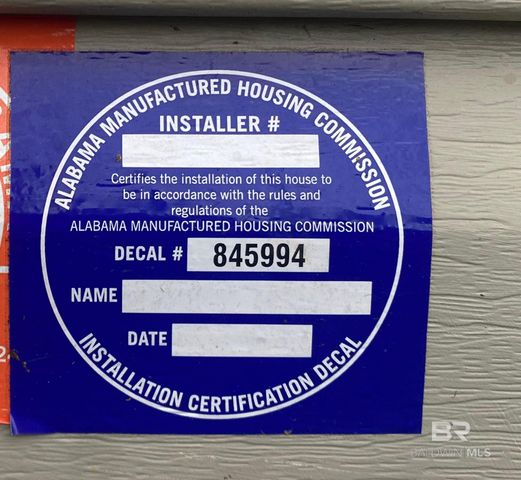 ALABAMA MANUFACTURED HOUSING COMMISSION
INSTALLER #
Certifies the installation of this house to
be in accordance with the rules and
regulations of the
ALABAMA MANUFACTURED HOUSING COMMISSION
DECAL # 845994
NAME
DATE
INSTALLATION CERTIFICATION DECAL
BR
BALDWIN MLS